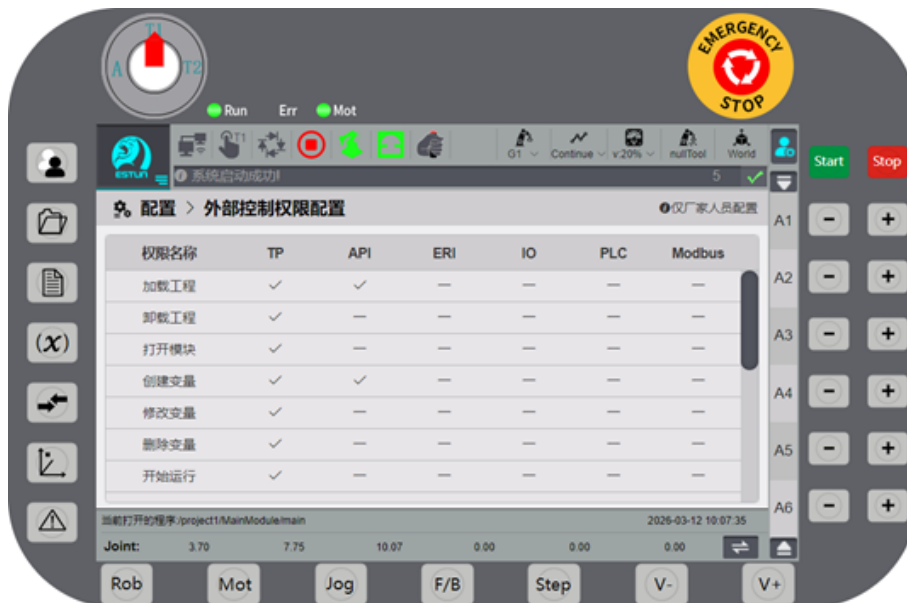 T1
A
T2
EMERGENCY
STOP
Run Err Mot
T1
G1 Continue v:20% nullTool World
ESTUN
系统启动成功! 5
Start Stop
配置 > 外部控制权限配置 仅厂家人员配置
权限名称 TP API ERI IO PLC Modbus
加载工程 ✓ ✓ — — — —
卸载工程 ✓ — — — — —
打开模块 ✓ — — — — —
创建变量 ✓ ✓ — — — —
修改变量 ✓ — — — — —
删除变量 ✓ — — — — —
开始运行 ✓ — — — — —
A1 - +
A2 - +
A3 - +
A4 - +
A5 - +
A6 - +
(x)
当前打开的程序:/project1/MainModule/main 2026-03-12 10:07:35
Joint: 3.70 7.75 10.07 0.00 0.00 0.00
Rob Mot Jog F/B Step V- V+